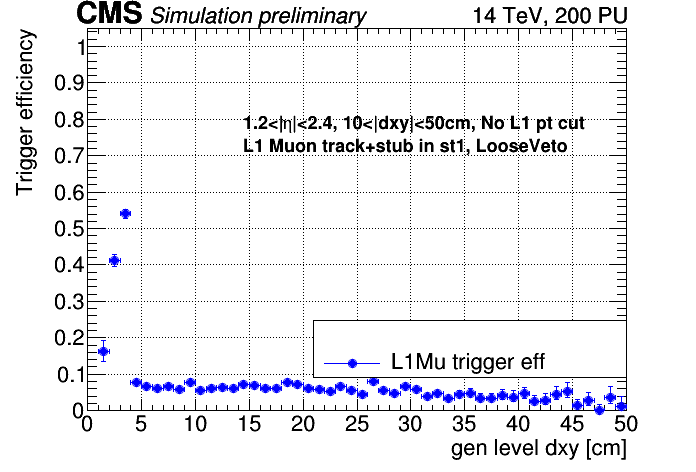 CMS Simulation preliminary 14 TeV, 200 PU
Trigger efficiency
1
0.9
0.8
0.7
0.6
0.5
0.4
0.3
0.2
0.1
0
1.2<|η|<2.4, 10<|dxy|<50cm, No L1 pt cut
L1 Muon track+stub in st1, LooseVeto
L1Mu trigger eff
0 5 10 15 20 25 30 35 40 45 50
gen level dxy [cm]